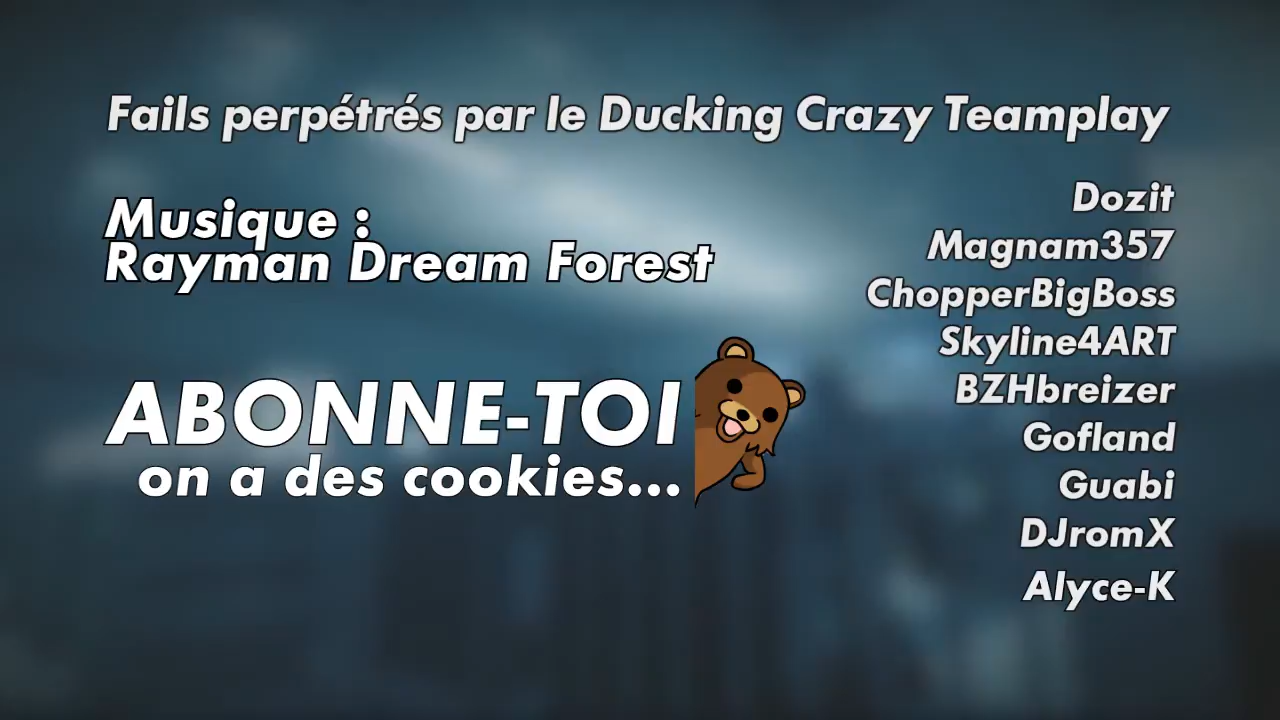 Fails perpétrés par le Ducking Crazy Teamplay
Musique :
Rayman Dream Forest
ABONNE-TOI
on a des cookies...
Dozit
Magnam357
ChopperBigBoss
Skyline4ART
BZHbreizer
Gofland
Guabi
DJromX
Alyce-K